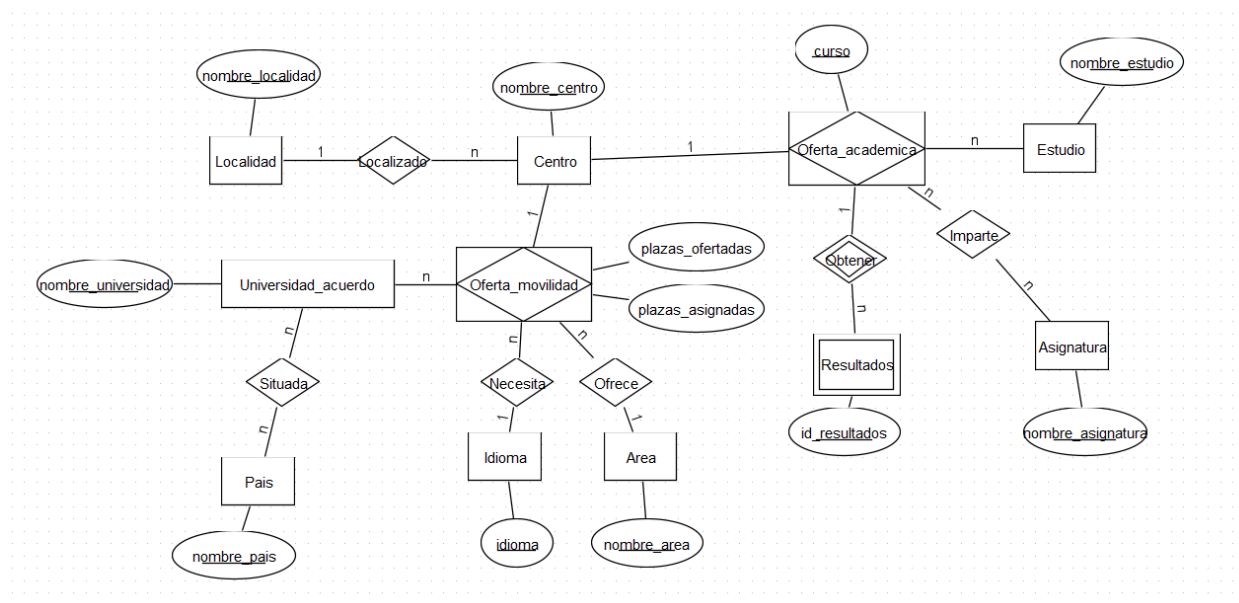 curso
nombre_estudio
nombre_localidad
nombre_centro
Localidad
1
Localizado
n
Centro
1
Oferta_academica
n
Estudio
1
1
n
Imparte
n
plazas_ofertadas
Obtener
n
nombre_universidad
Universidad_acuerdo
n
Oferta_movilidad
plazas_asignadas
n
n
n
Asignatura
Resultados
Situada
Necesita
Ofrece
n
1
1
id_resultados
nombre_asignatura
Pais
Idioma
Area
nombre_pais
idioma
nombre_area